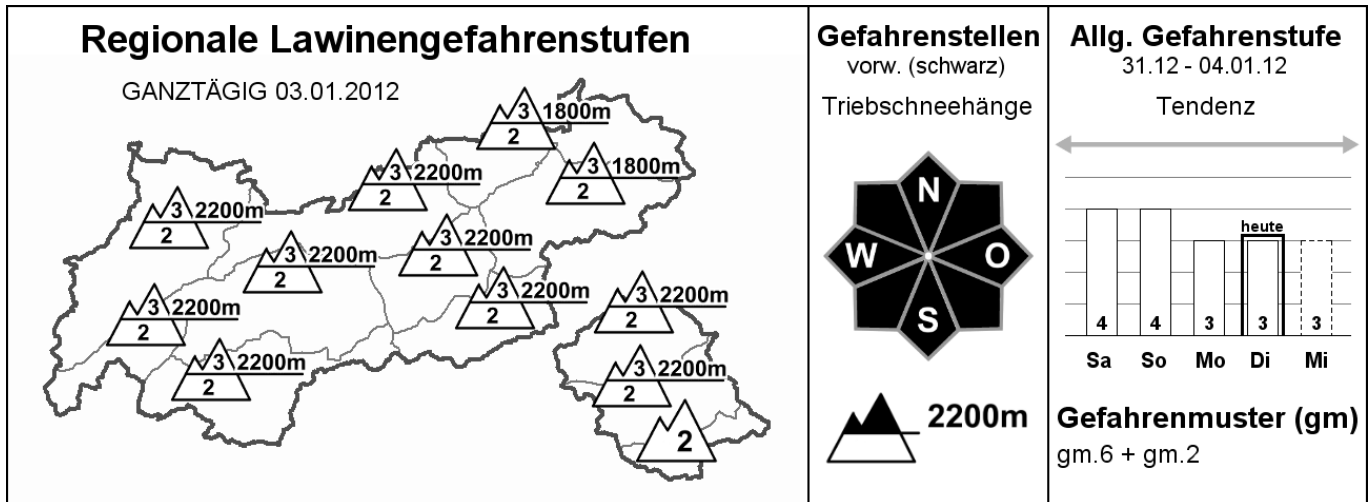 Regionale Lawinengefahrenstufen
GANZTÄGIG 03.01.2012
3 1800m
2
3 1800m
2
3 2200m
2
3 2200m
2
3 2200m
2
3 2200m
2
3 2200m
2
3 2200m
2
3 2200m
2
3 2200m
2
3 2200m
2
2
Gefahrenstellen
vorw. (schwarz)
Triebschneehänge
N
W O
S
2200m
Allg. Gefahrenstufe
31.12 - 04.01.12
Tendenz
heute
4 4 3 3 3
Sa So Mo Di Mi
Gefahrenmuster (gm)
gm.6 + gm.2